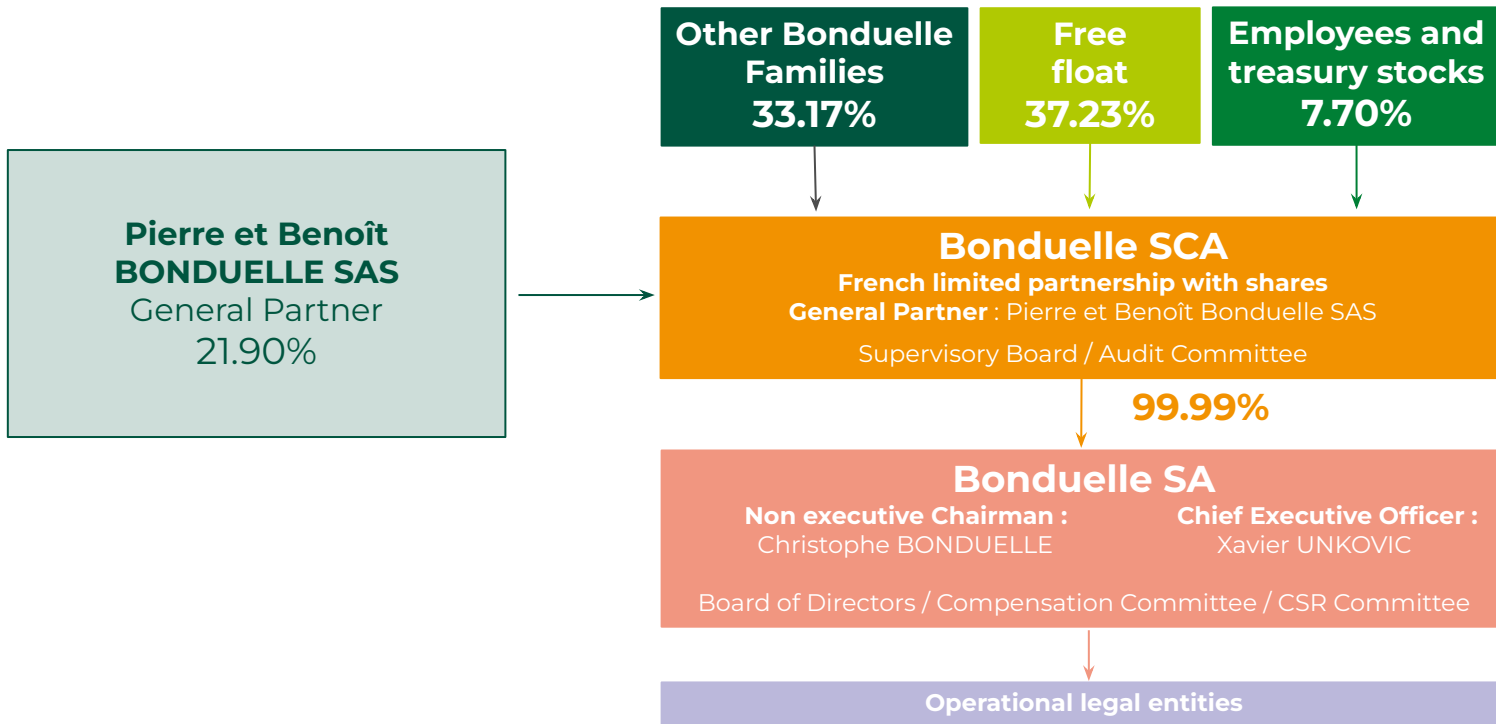 Other Bonduelle
Families
33.17%
Free
float
37.23%
Employees and
treasury stocks
7.70%
Pierre et Benoît
BONDUELLE SAS
General Partner
21.90%
Bonduelle SCA
French limited partnership with shares
General Partner : Pierre et Benoît Bonduelle SAS
Supervisory Board / Audit Committee
99.99%
Bonduelle SA
Non executive Chairman :
Christophe BONDUELLE
Chief Executive Officer :
Xavier UNKOVIC
Board of Directors / Compensation Committee / CSR Committee
Operational legal entities